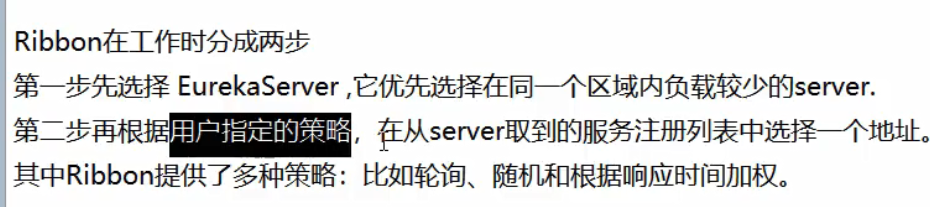 Ribbon在工作时分成两步
第一步先选择 EurekaServer ,它优先选择在同一个区域内负载较少的server.
第二步再根据用户指定的策略，在从server取到的服务注册列表中选择一个地址。
其中Ribbon提供了多种策略：比如轮询、随机和根据响应时间加权。